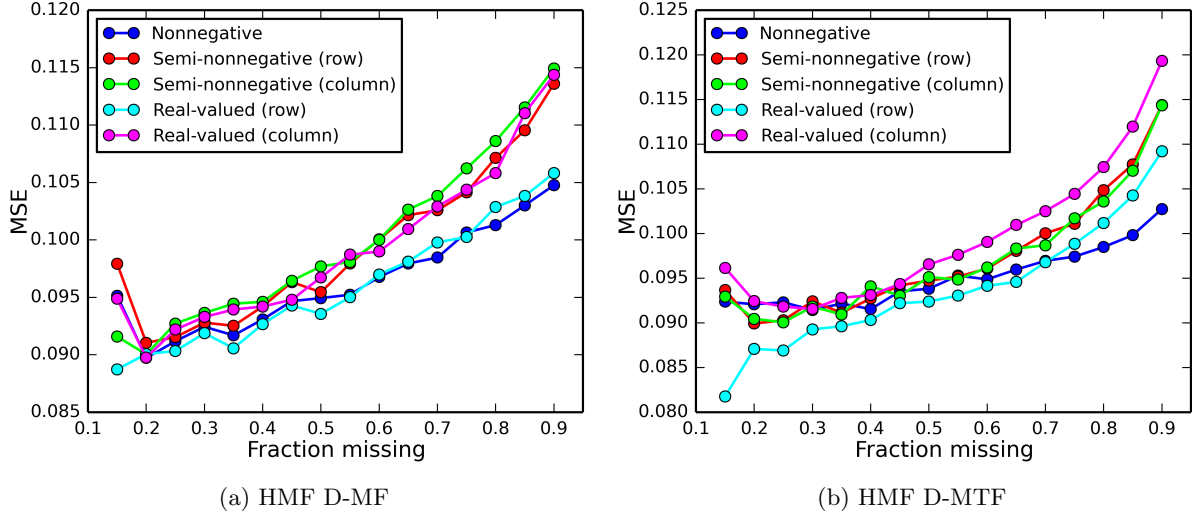 0.120
0.115
0.110
0.105
0.100
0.095
0.090
0.085
MSE
Nonnegative
Semi-nonnegative (row)
Semi-nonnegative (column)
Real-valued (row)
Real-valued (column)
0.1 0.2 0.3 0.4 0.5 0.6 0.7 0.8 0.9
Fraction missing
(a) HMF D-MF
0.125
0.120
0.115
0.110
0.105
0.100
0.095
0.090
0.085
0.080
MSE
Nonnegative
Semi-nonnegative (row)
Semi-nonnegative (column)
Real-valued (row)
Real-valued (column)
0.1 0.2 0.3 0.4 0.5 0.6 0.7 0.8 0.9
Fraction missing
(b) HMF D-MTF